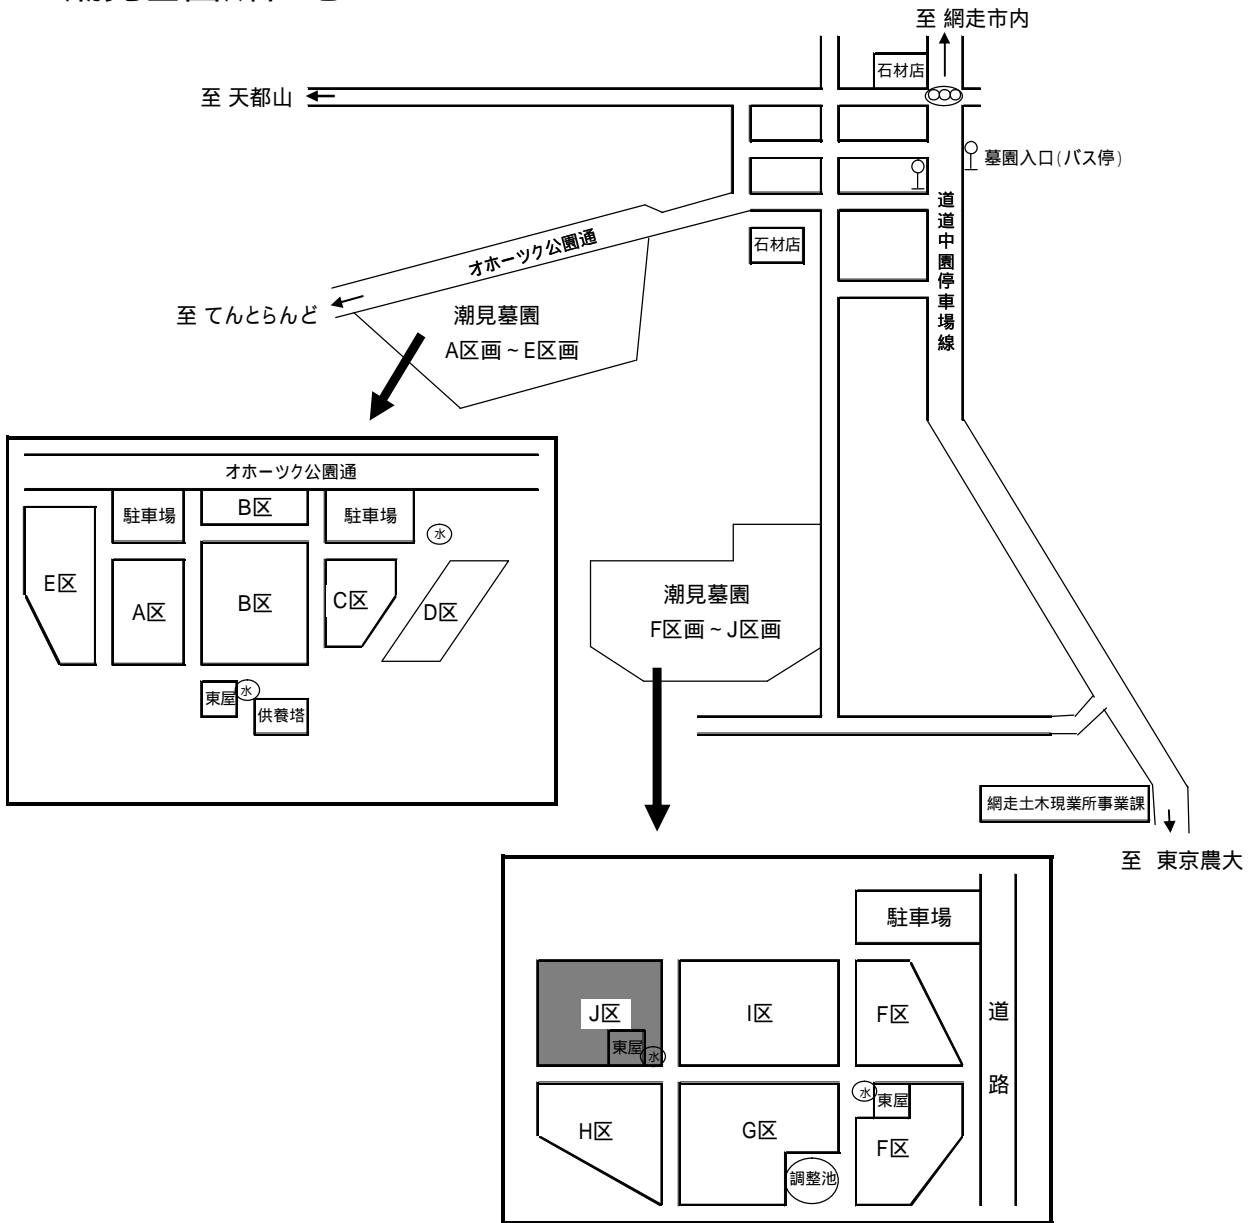 至 網走市内
石材店
至 天都山
墓園入口(バス停)
道道中園停車場線
石材店
オホーツク公園通
至 てんとらんど
潮見墓園
A区画~E区画
オホーツク公園通
駐車場
B区
駐車場
水
E区
A区
B区
C区
D区
東屋
水
供養塔
潮見墓園
F区画~J区画
網走土木現業所事業課
至 東京農大
駐車場
J区
I区
F区
道路
東屋
水
水
東屋
H区
G区
F区
調整池